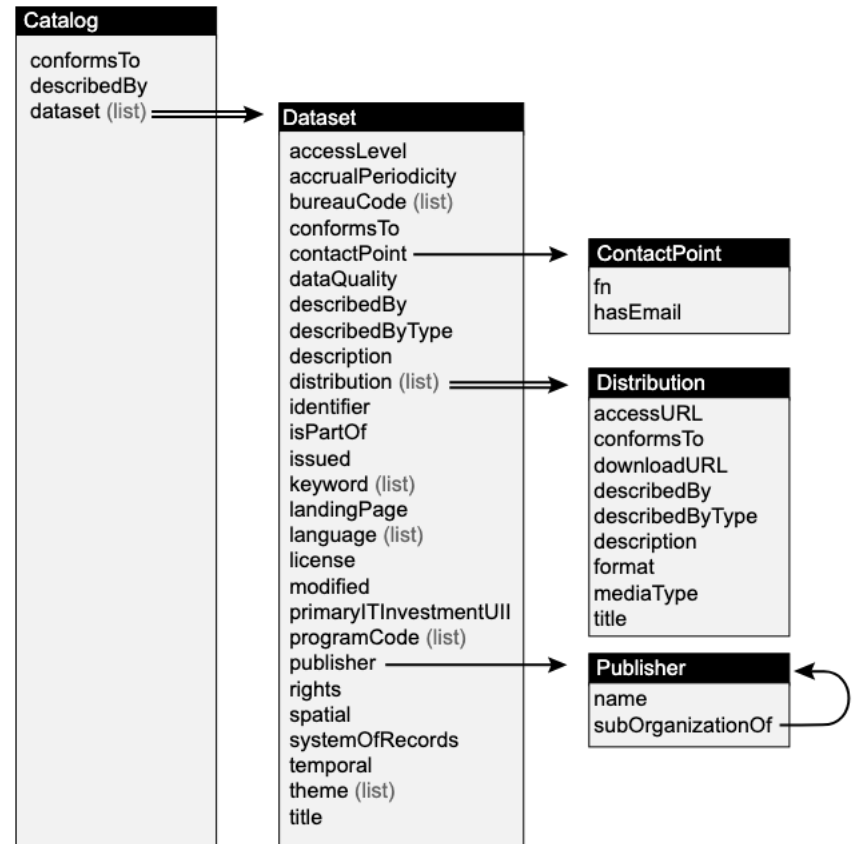 Catalog
conformsTo
describedBy
dataset (list)
Dataset
accessLevel
accrualPeriodicity
bureauCode (list)
conformsTo
contactPoint
dataQuality
describedBy
describedByType
description
distribution (list)
identifier
isPartOf
issued
keyword (list)
landingPage
language (list)
license
modified
primaryITInvestmentUII
programCode (list)
publisher
rights
spatial
systemOfRecords
temporal
theme (list)
title
ContactPoint
fn
hasEmail
Distribution
accessURL
conformsTo
downloadURL
describedBy
describedByType
description
format
mediaType
title
Publisher
name
subOrganizationOf